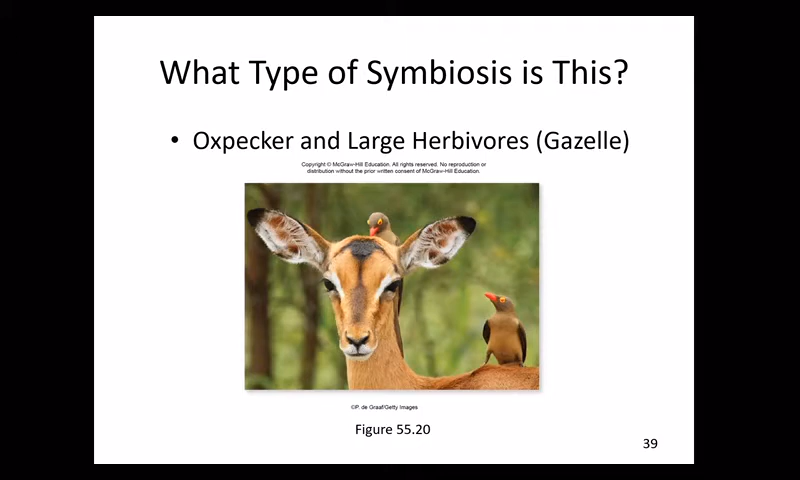 What Type of Symbiosis is This?
• Oxpecker and Large Herbivores (Gazelle)
Copyright © McGraw-Hill Education. All rights reserved. No reproduction or
distribution without the prior written consent of McGraw-Hill Education.
©P. de Graaf/Getty Images
Figure 55.20
39